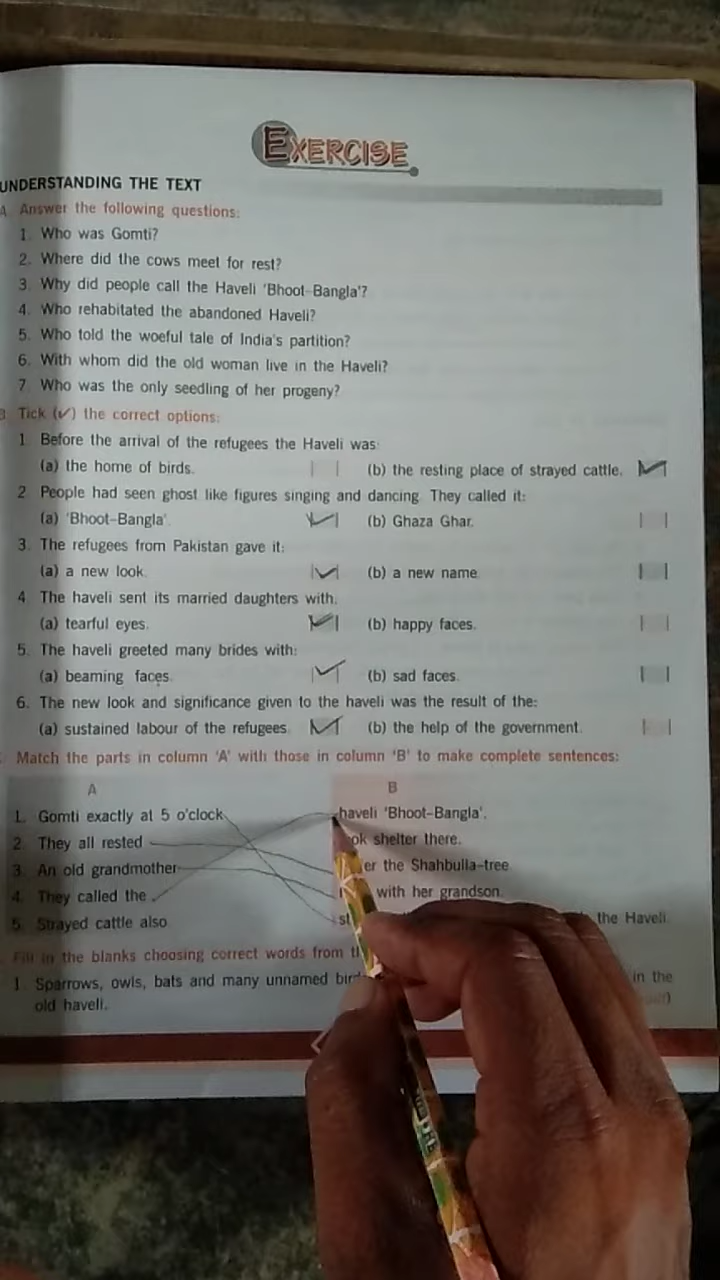 EXERCISE
UNDERSTANDING THE TEXT
A. Answer the following questions:
1. Who was Gomti?
2. Where did the cows meet for rest?
3. Why did people call the Haveli 'Bhoot-Bangla'?
4. Who rehabitated the abandoned Haveli?
5. Who told the woeful tale of India's partition?
6. With whom did the old woman live in the Haveli?
7. Who was the only seedling of her progeny?
B. Tick (✓) the correct options:
1. Before the arrival of the refugees the Haveli was:
(a) the home of birds. (b) the resting place of strayed cattle.
2. People had seen ghost like figures singing and dancing. They called it:
(a) 'Bhoot-Bangla'. (b) Ghaza Ghar.
3. The refugees from Pakistan gave it:
(a) a new look. (b) a new name.
4. The haveli sent its married daughters with:
(a) tearful eyes. (b) happy faces.
5. The haveli greeted many brides with:
(a) beaming faces. (b) sad faces.
6. The new look and significance given to the haveli was the result of the:
(a) sustained labour of the refugees. (b) the help of the government.
Match the parts in column 'A' with those in column 'B' to make complete sentences:
A B
1. Gomti exactly at 5 o'clock haveli 'Bhoot-Bangla'.
2. They all rested shelter there.
3. An old grandmother the Shahbulla-tree.
4. They called the with her grandson.
5. Strayed cattle also the Haveli.
Fill in the blanks choosing correct words from
1. Sparrows, owls, bats and many unnamed in the
old haveli.